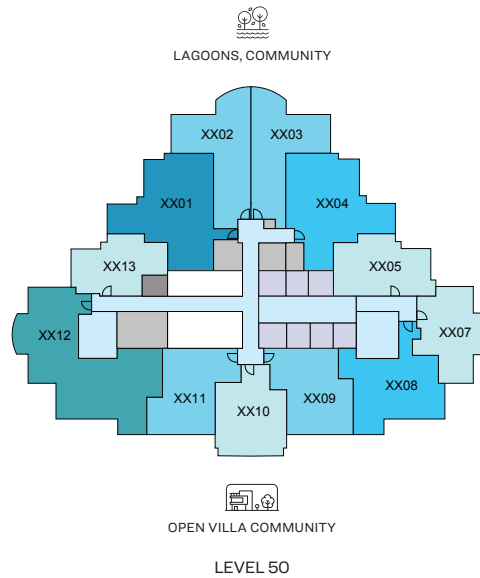 LAGOONS, COMMUNITY
XX02
XX03
XX01
XX04
XX13
XX05
XX12
XX07
XX11
XX10
XX09
XX08
OPEN VILLA COMMUNITY
LEVEL 50